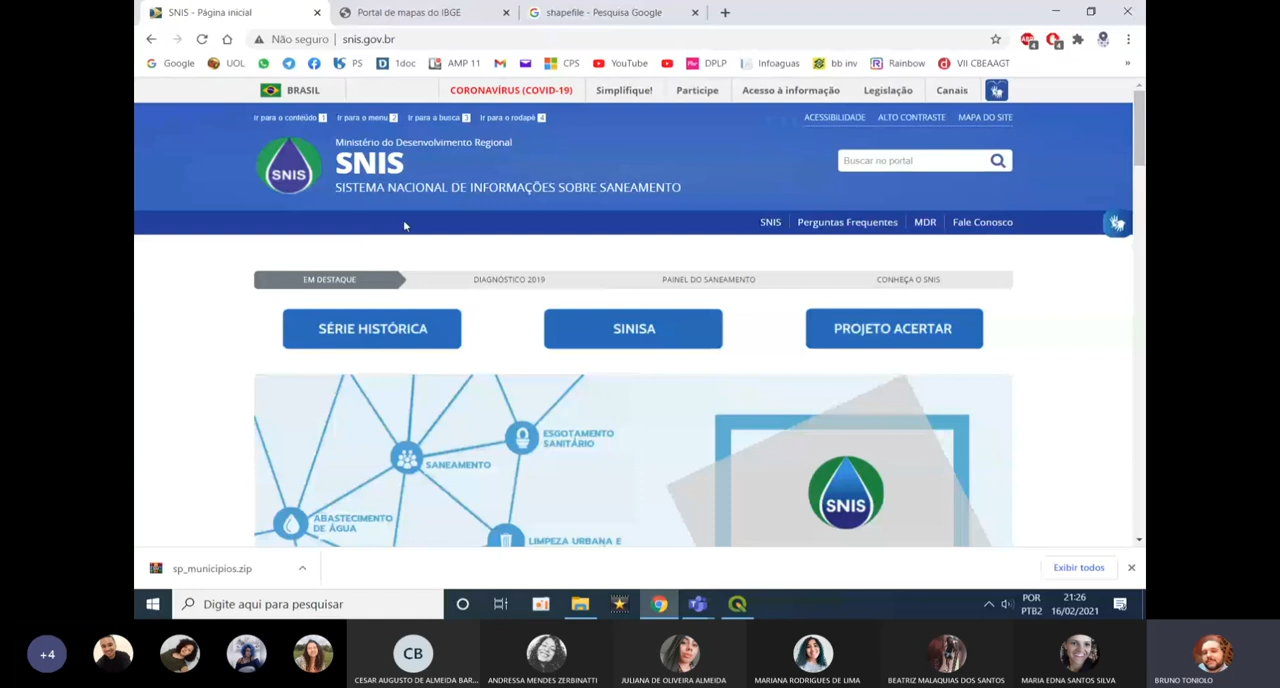 SNIS - Página inicial
Portal de mapas do IBGE
shapefile - Pesquisa Google
Não seguro
snis.gov.br
Google
UOL
PS
1doc
AMP 11
CPS
YouTube
DPLP
Infoaguas
bb inv
Rainbow
VII CBEAAGT
»
BRASIL
CORONAVÍRUS (COVID-19)
Simplifique!
Participe
Acesso à informação
Legislação
Canais
Ir para o conteúdo 1
Ir para o menu 2
Ir para a busca 3
Ir para o rodapé 4
ACESSIBILIDADE
ALTO CONTRASTE
MAPA DO SITE
Ministério do Desenvolvimento Regional
SNIS
SNIS
SISTEMA NACIONAL DE INFORMAÇÕES SOBRE SANEAMENTO
Buscar no portal
SNIS
Perguntas Frequentes
MDR
Fale Conosco
EM DESTAQUE
DIAGNÓSTICO 2019
PAINEL DO SANEAMENTO
CONHEÇA O SNIS
SÉRIE HISTÓRICA
SINISA
PROJETO ACERTAR
ESGOTAMENTO
SANITÁRIO
SANEAMENTO
ABASTECIMENTO
DE ÁGUA
LIMPEZA URBANA E
SNIS
sp_municipios.zip
Exibir todos
Digite aqui para pesquisar
POR
PTB2
21:26
16/02/2021
+4
CB
CESAR AUGUSTO DE ALMEIDA BAR...
ANDRESSA MENDES ZERBINATTI
JULIANA DE OLIVEIRA ALMEIDA
MARIANA RODRIGUES DE LIMA
BEATRIZ MALAQUIAS DOS SANTOS
MARIA EDNA SANTOS SILVA
BRUNO TONIOLO